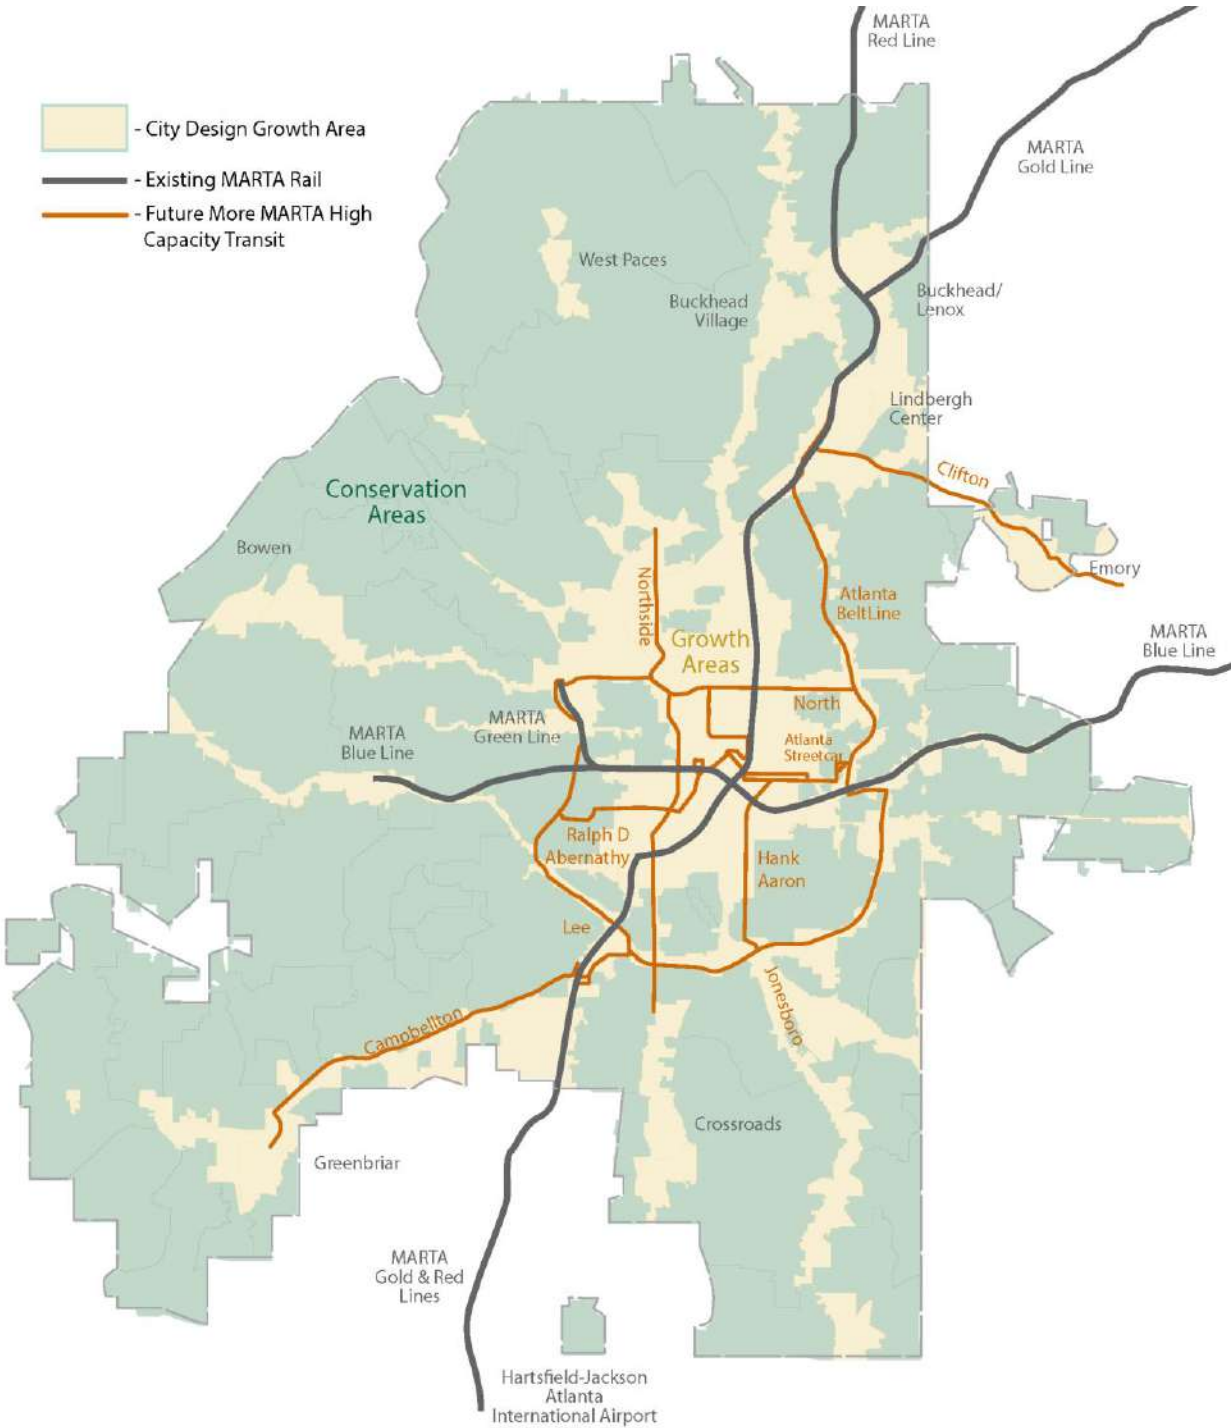 MARTA
Red Line
- City Design Growth Area
- Existing MARTA Rail
- Future More MARTA High
Capacity Transit
MARTA
Gold Line
West Paces
Buckhead
Village
Buckhead/
Lenox
Lindbergh
Center
Clifton
Conservation
Areas
Bowen
Emory
Northside
Atlanta
BeltLine
Growth
Areas
MARTA
Blue Line
North
MARTA
Green Line
MARTA
Blue Line
Atlanta
Streetcar
Ralph D
Abernathy
Hank
Aaron
Lee
Jonesboro
Campbellton
Crossroads
Greenbriar
MARTA
Gold & Red
Lines
Hartsfield-Jackson
Atlanta
International Airport